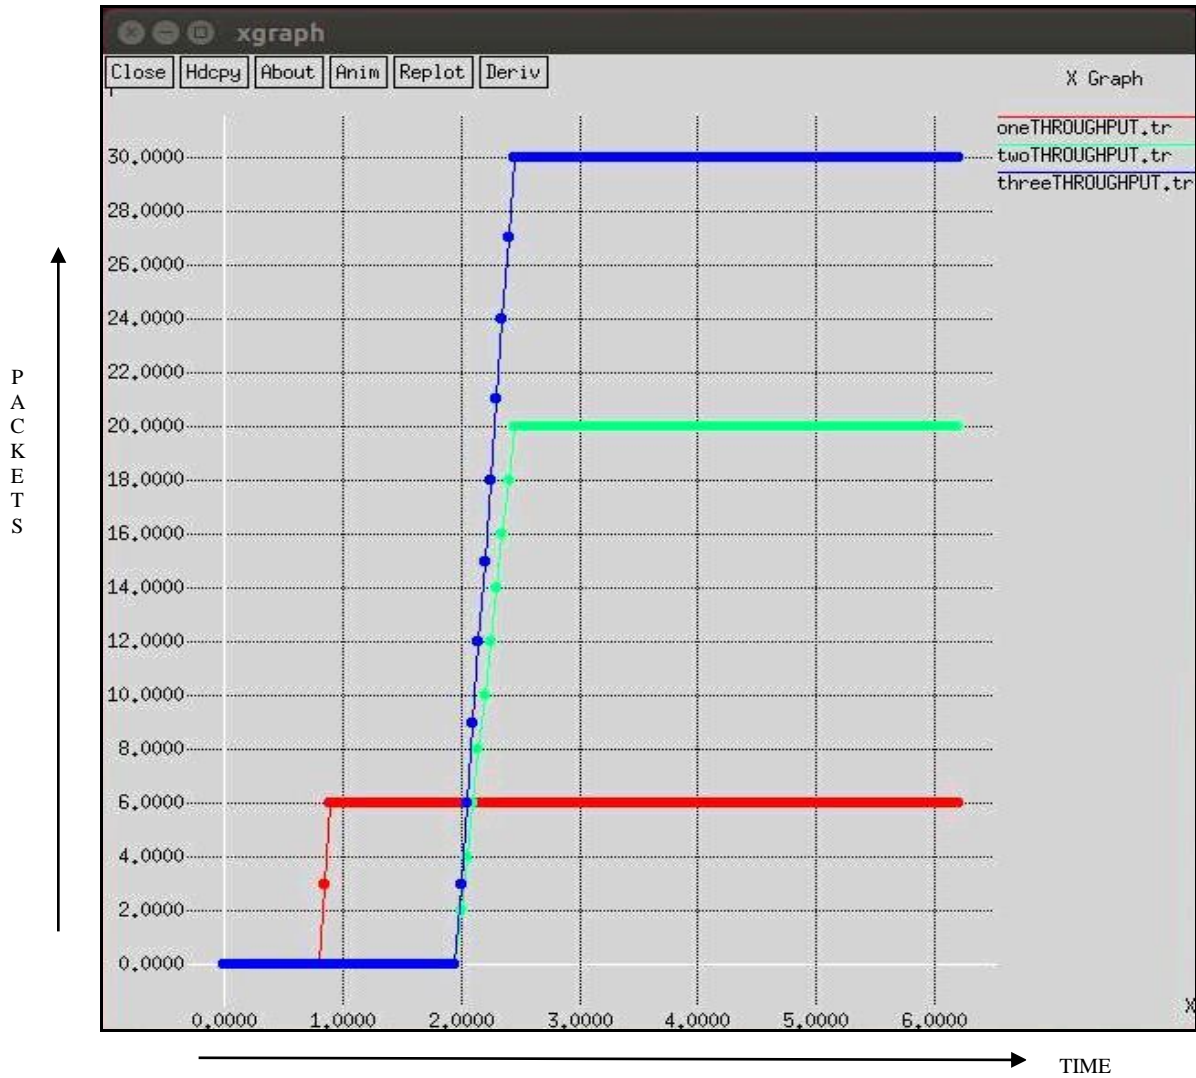 xgraph
Close Hdcpy About Anim Replot Deriv
X Graph
oneTHROUGHPUT.tr
twoTHROUGHPUT.tr
threeTHROUGHPUT.tr
30.0000
28.0000
26.0000
24.0000
22.0000
20.0000
18.0000
16.0000
14.0000
12.0000
10.0000
8.0000
6.0000
4.0000
2.0000
0.0000
P
A
C
K
E
T
S
X
0.0000 1.0000 2.0000 3.0000 4.0000 5.0000 6.0000
TIME